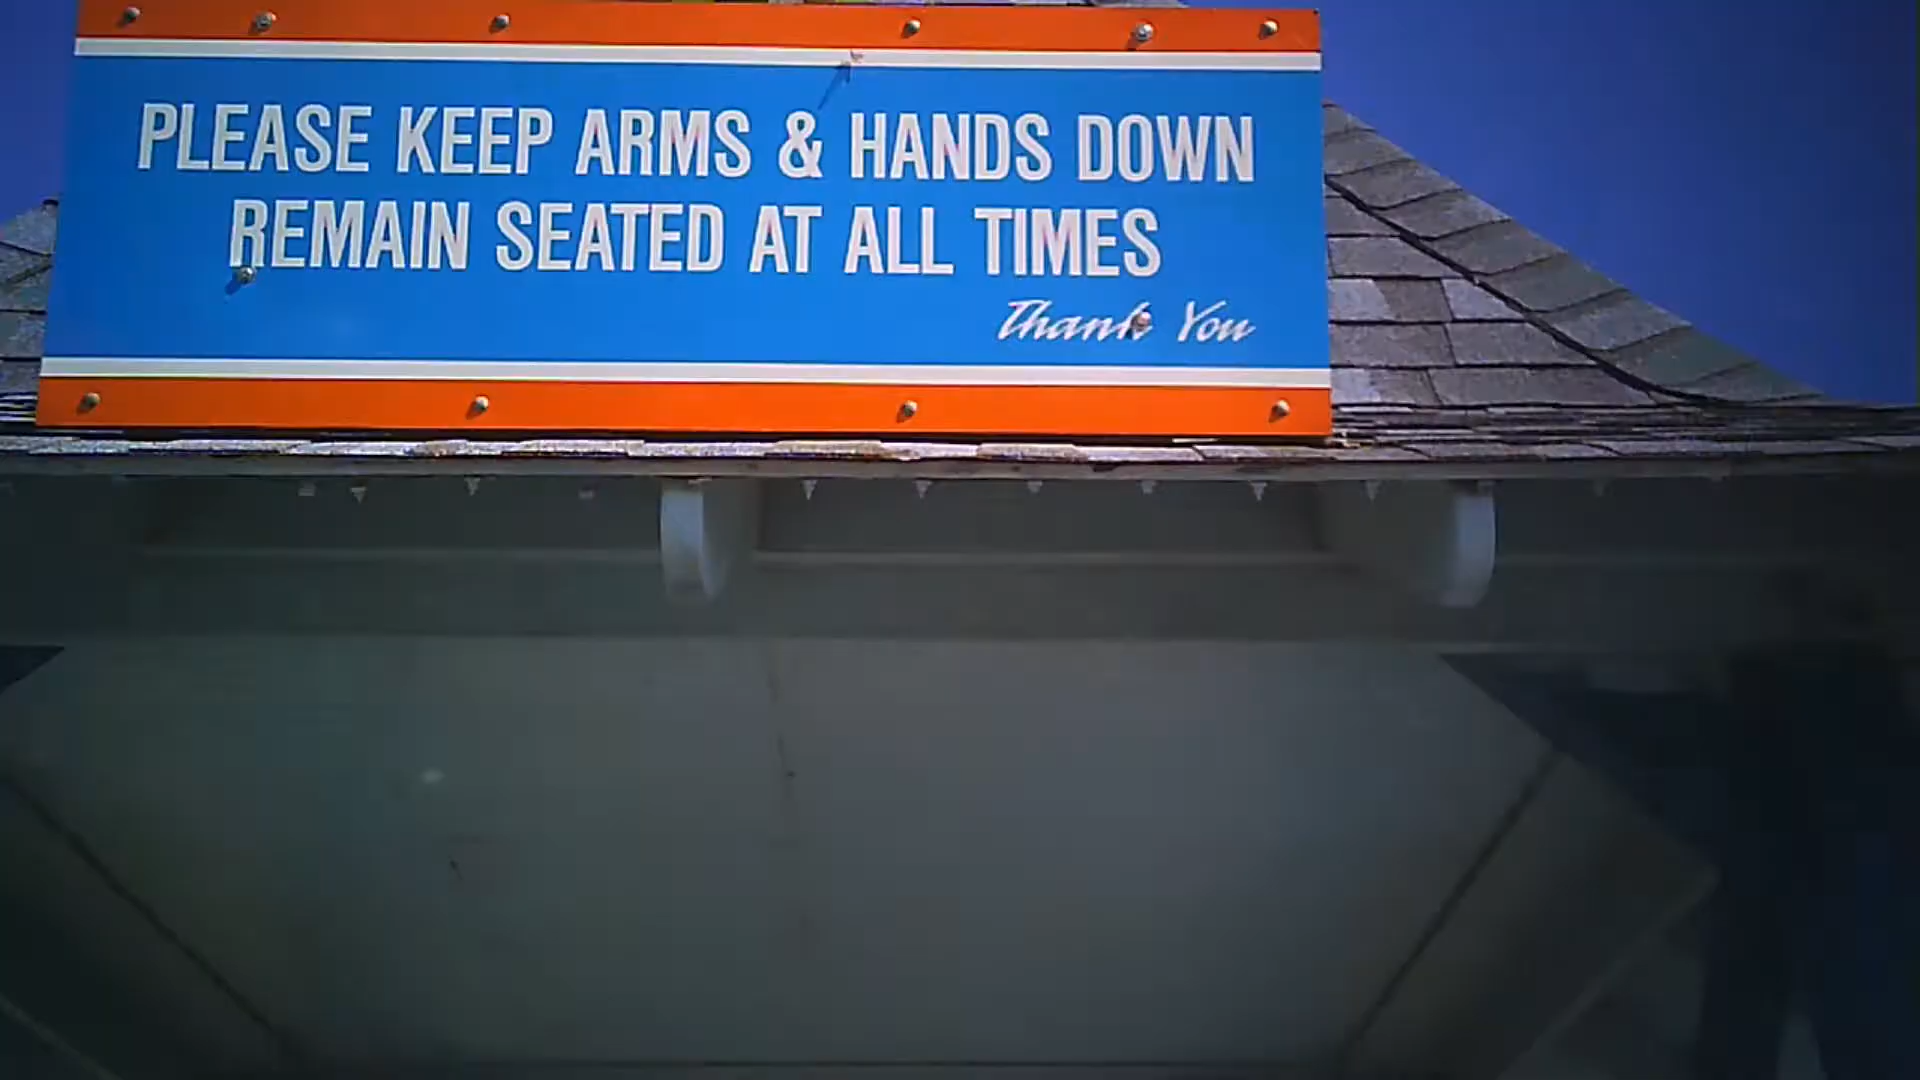 PLEASE KEEP ARMS & HANDS DOWN
REMAIN SEATED AT ALL TIMES
Thank You